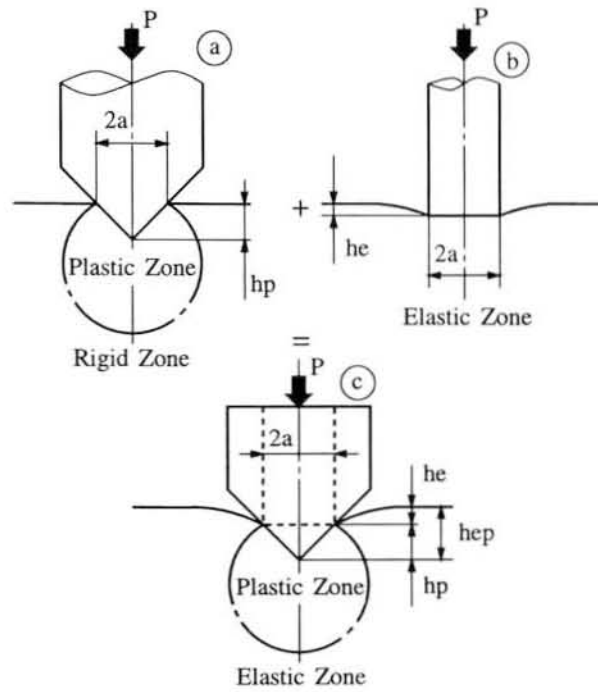 P
a
2a
Plastic Zone
hp
Rigid Zone
+
P
b
he
2a
Elastic Zone
=
P
c
2a
he
hep
hp
Plastic Zone
Elastic Zone